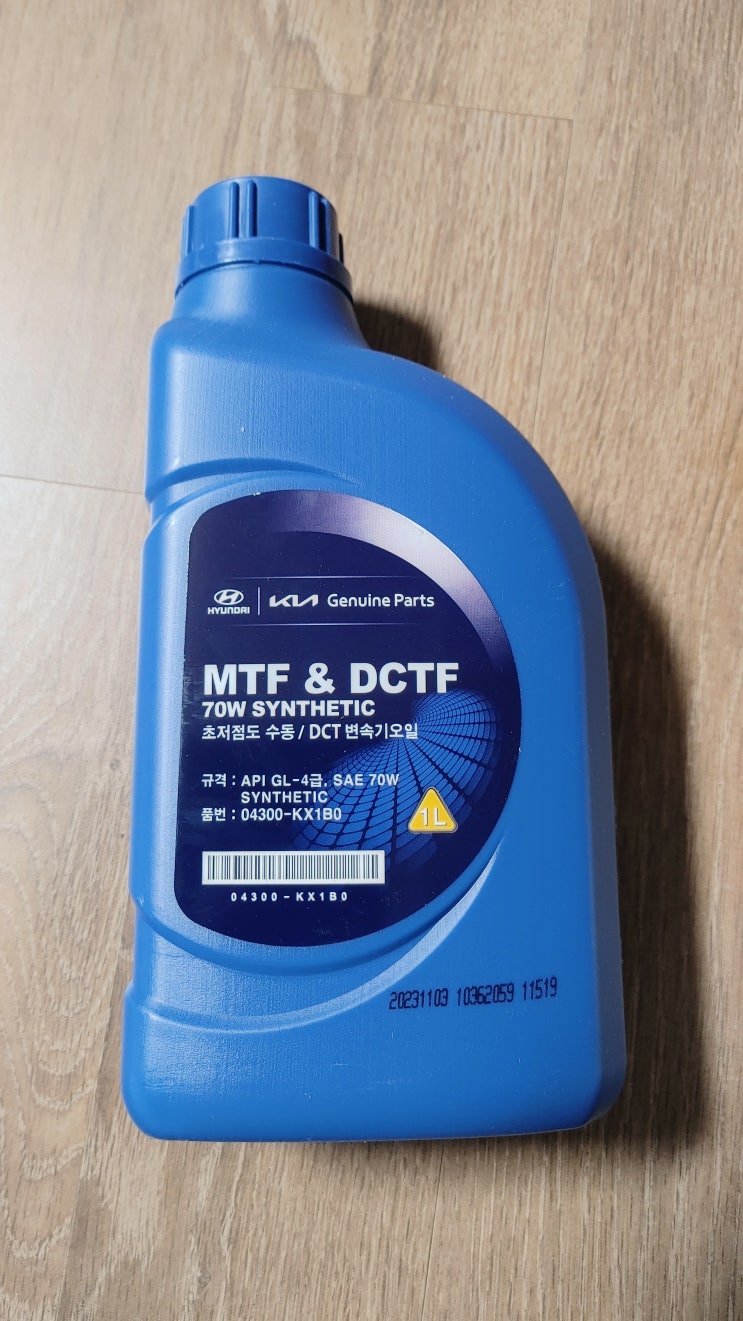 HYUNDAI KIA Genuine Parts
MTF & DCTF
70W SYNTHETIC
초저점도 수동 / DCT 변속기오일
규격 : API GL-4급, SAE 70W
SYNTHETIC
품번 : 04300-KX1B0
1L
04300-KX1B0
20231103 10362059 11519